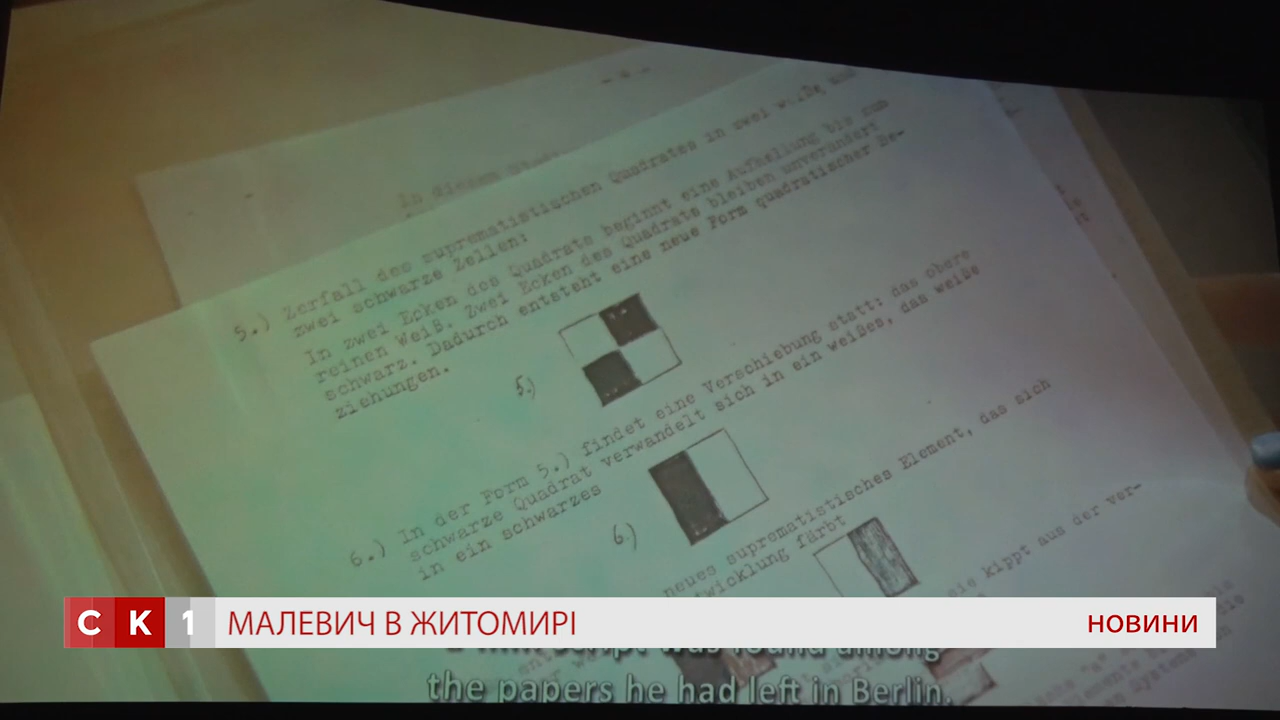 In diesem
5.) Zerfall des suprematistischen Quadrates in zwei weiße und
zwei schwarze Zellen:
In zwei Ecken des Quadrats beginnt eine Aufhellung bis zum
reinen Weiß. Zwei Ecken des Quadrats bleiben unverändert
schwarz. Dadurch entsteht eine neue Form quadratischer Be-
ziehungen.
5.)
6.) In der Form 5.) findet eine Verschiebung statt: das obere
schwarze Quadrat verwandelt sich in ein weißes, das weiße
in ein schwarzes
6.)
neues suprematistisches Element, das sich
färbt
sie kippt aus der ver-
СК1 МАЛЕВИЧ В ЖИТОМИРІ НОВИНИ
was found among
the papers he had left in Berlin.